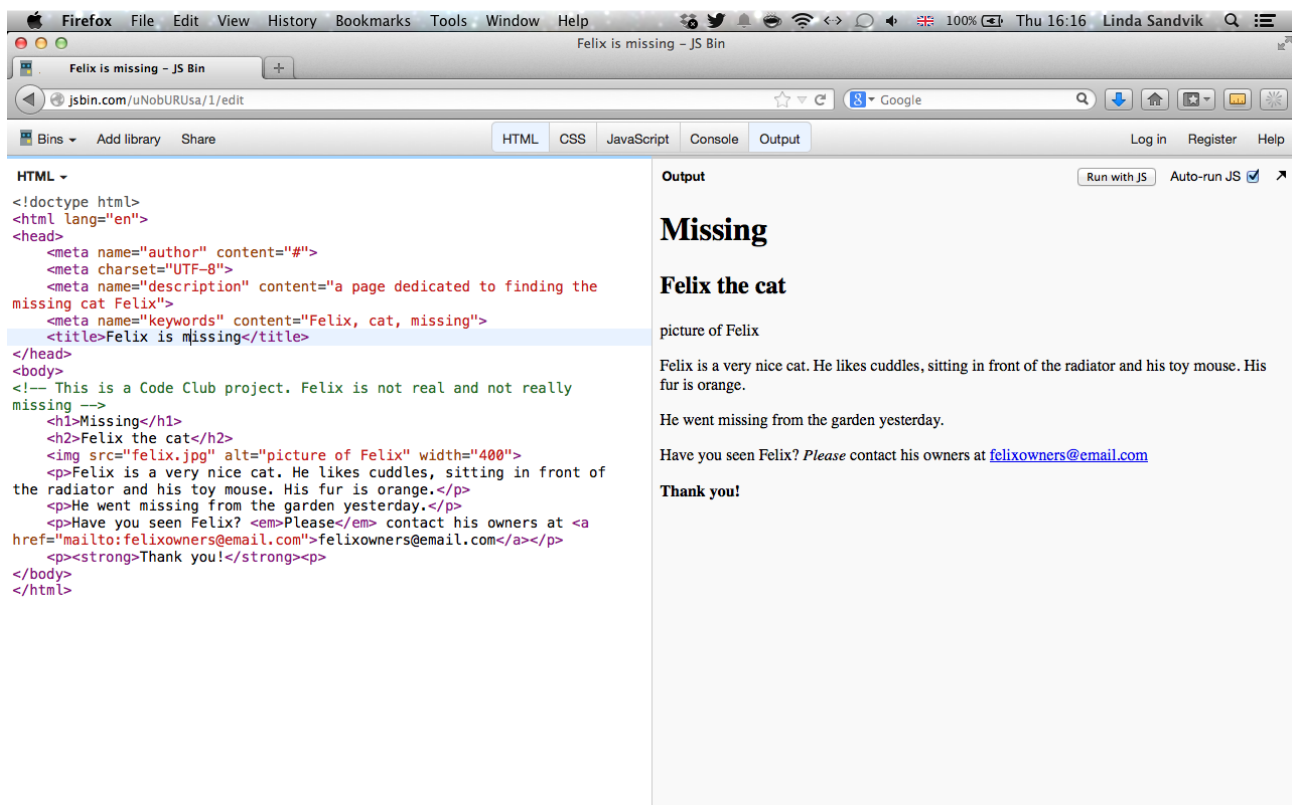 Firefox File Edit View History Bookmarks Tools Window Help 100% Thu 16:16 Linda Sandvik
Felix is missing – JS Bin
Felix is missing – JS Bin
jsbin.com/uNobURUsa/1/edit
Google
Bins Add library Share HTML CSS JavaScript Console Output Log in Register Help
HTML
<!doctype html>
<html lang="en">
<head>
    <meta name="author" content="#">
    <meta charset="UTF-8">
    <meta name="description" content="a page dedicated to finding the
missing cat Felix">
    <meta name="keywords" content="Felix, cat, missing">
    <title>Felix is missing</title>
</head>
<body>
<!-- This is a Code Club project. Felix is not real and not really
missing -->
    <h1>Missing</h1>
    <h2>Felix the cat</h2>
    <img src="felix.jpg" alt="picture of Felix" width="400">
    <p>Felix is a very nice cat. He likes cuddles, sitting in front of
the radiator and his toy mouse. His fur is orange.</p>
    <p>He went missing from the garden yesterday.</p>
    <p>Have you seen Felix? <em>Please</em> contact his owners at <a
href="mailto:felixowners@email.com">felixowners@email.com</a></p>
    <p><strong>Thank you!</strong><p>
</body>
</html>
Output Run with JS Auto-run JS
Missing
Felix the cat
picture of Felix
Felix is a very nice cat. He likes cuddles, sitting in front of the radiator and his toy mouse. His
fur is orange.
He went missing from the garden yesterday.
Have you seen Felix? Please contact his owners at felixowners@email.com
Thank you!